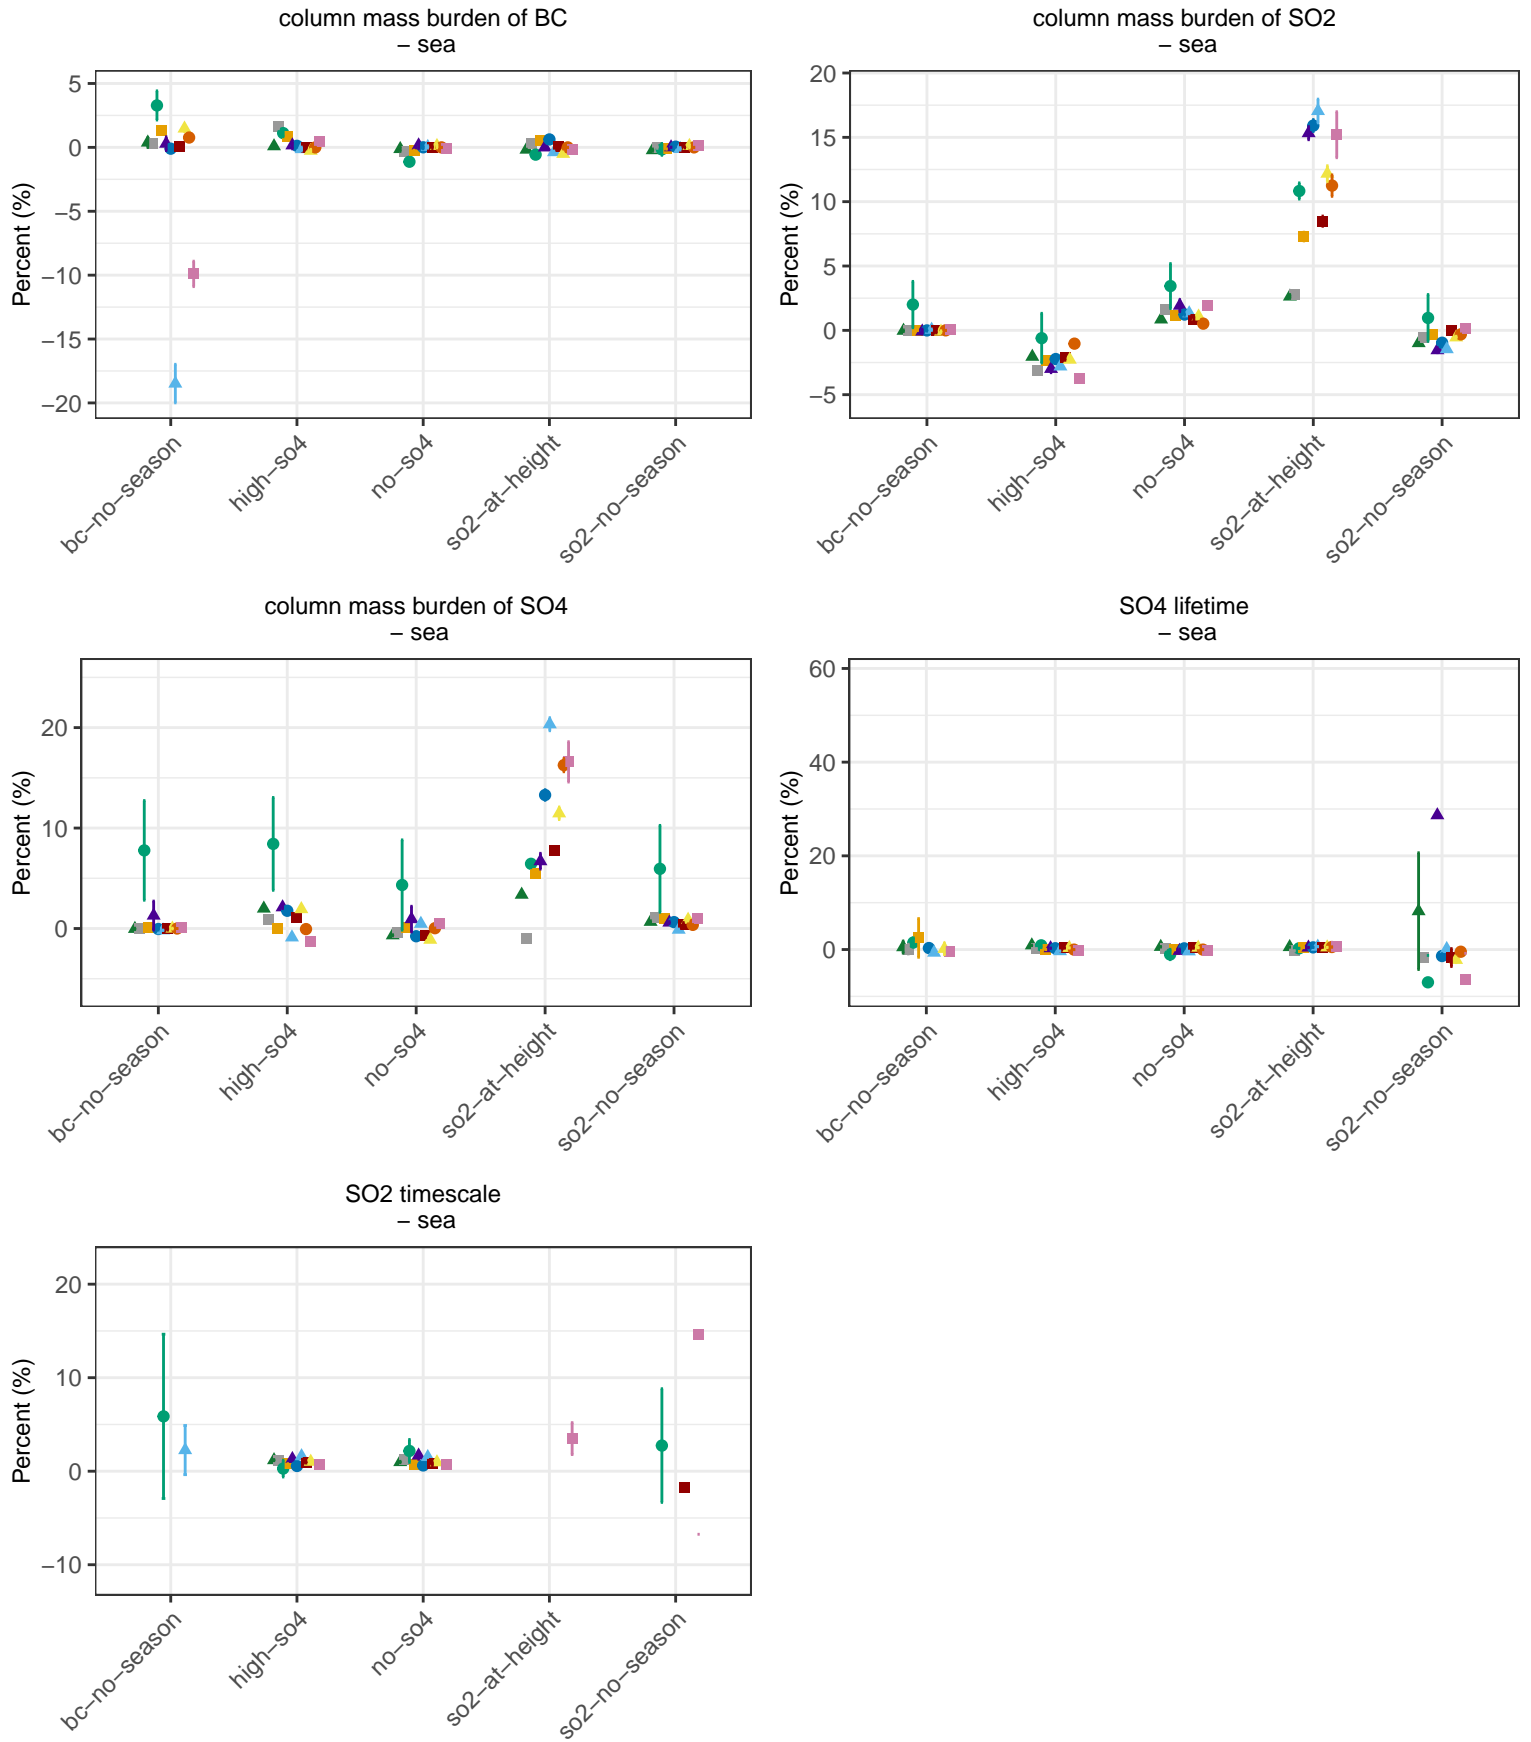 column mass burden of BC
– sea
Percent (%)
5
0
−5
−10
−15
−20
bc−no−season
high−so4
no−so4
so2−at−height
so2−no−season
column mass burden of SO2
– sea
Percent (%)
20
15
10
5
0
−5
bc−no−season
high−so4
no−so4
so2−at−height
so2−no−season
column mass burden of SO4
– sea
Percent (%)
20
10
0
bc−no−season
high−so4
no−so4
so2−at−height
so2−no−season
SO4 lifetime
– sea
Percent (%)
60
40
20
0
bc−no−season
high−so4
no−so4
so2−at−height
so2−no−season
SO2 timescale
– sea
Percent (%)
20
10
0
−10
bc−no−season
high−so4
no−so4
so2−at−height
so2−no−season